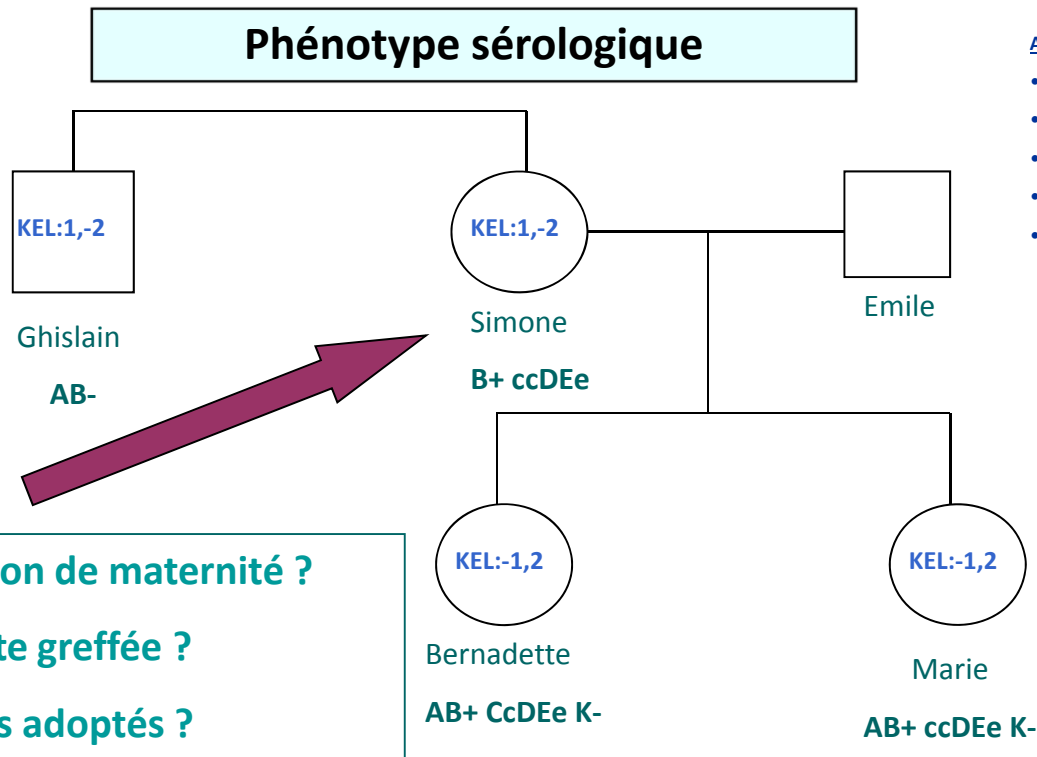 Phénotype sérologique
A
•
•
•
•
•
KEL:1,-2
KEL:1,-2
Ghislain
AB-
Simone
B+ ccDEe
Emile
on de maternité ?
te greffée ?
s adoptés ?
KEL:-1,2
KEL:-1,2
Bernadette
AB+ CcDEe K-
Marie
AB+ ccDEe K-